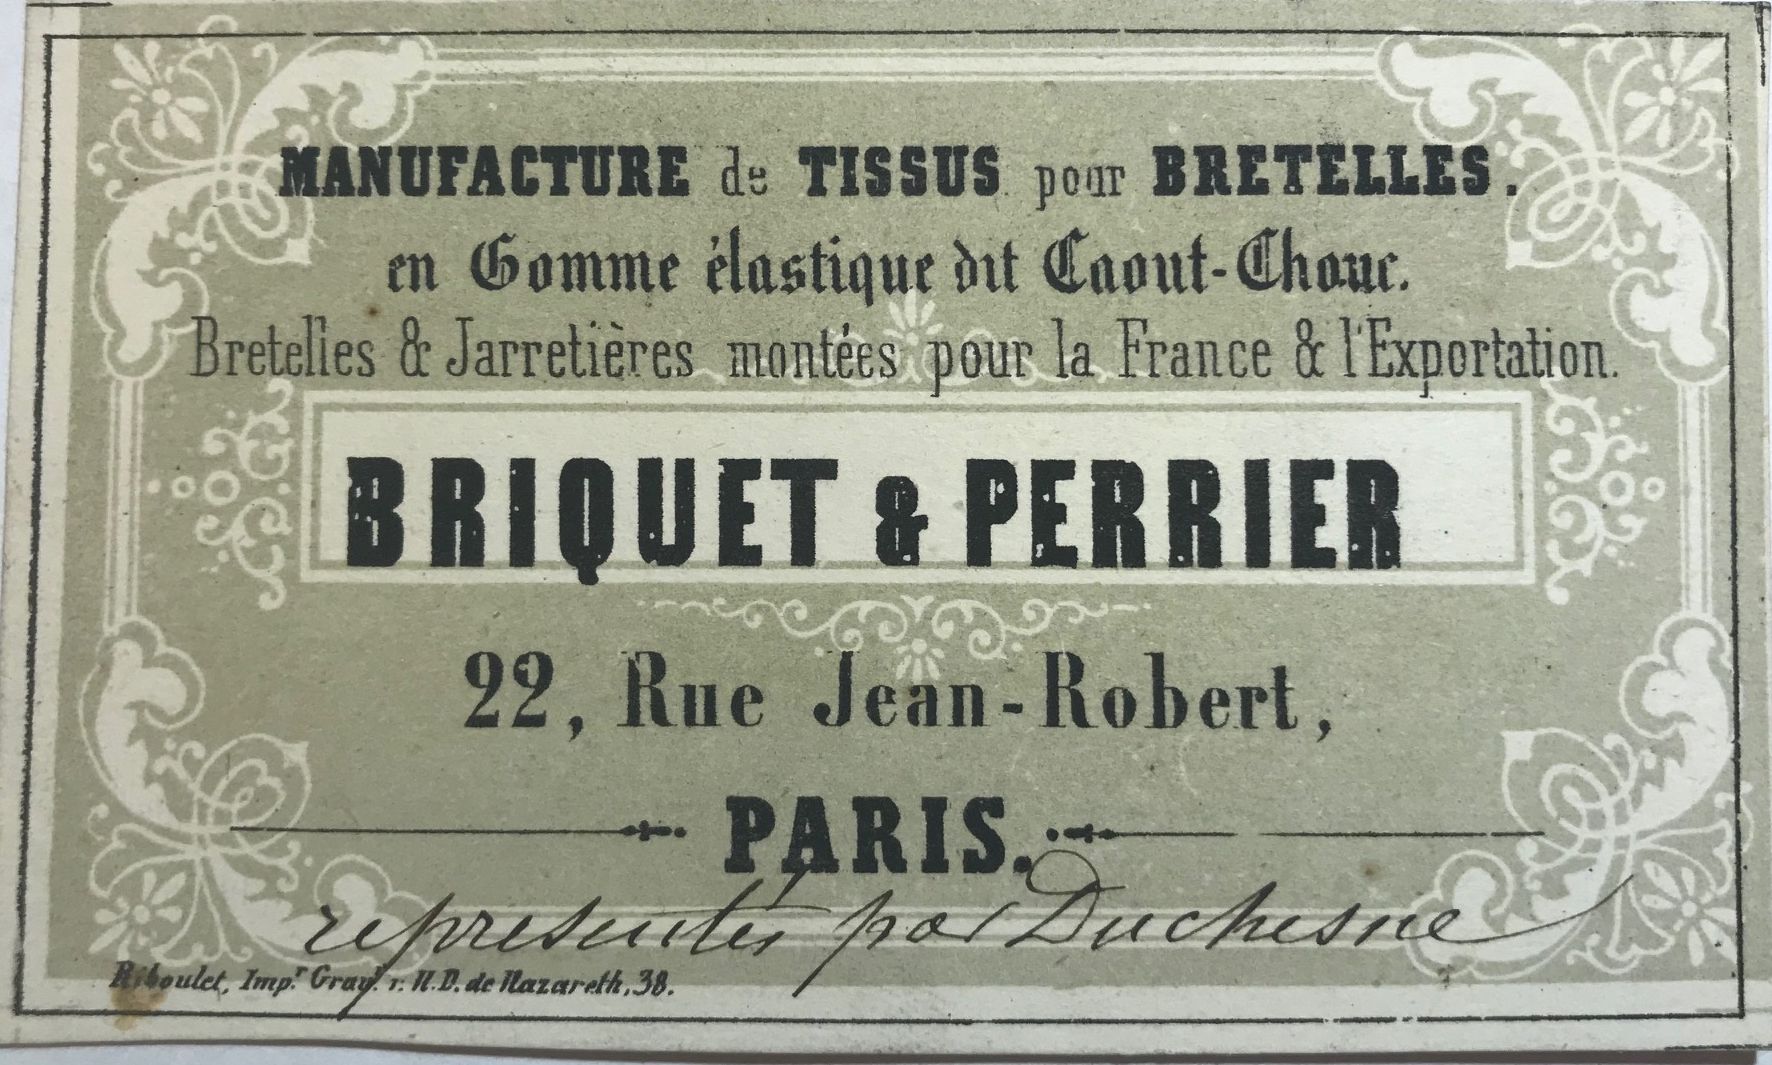 MANUFACTURE de TISSUS pour BRETELLES.
en Gomme élastique dit Caout-Chouc.
Bretelles & Jarretières montées pour la France & l'Exportation.
BRIQUET & PERRIER
22, Rue Jean-Robert,
PARIS.
représentés par Duchesne
Riboulet, Impr Gravr r. N.D. de Nazareth, 38.